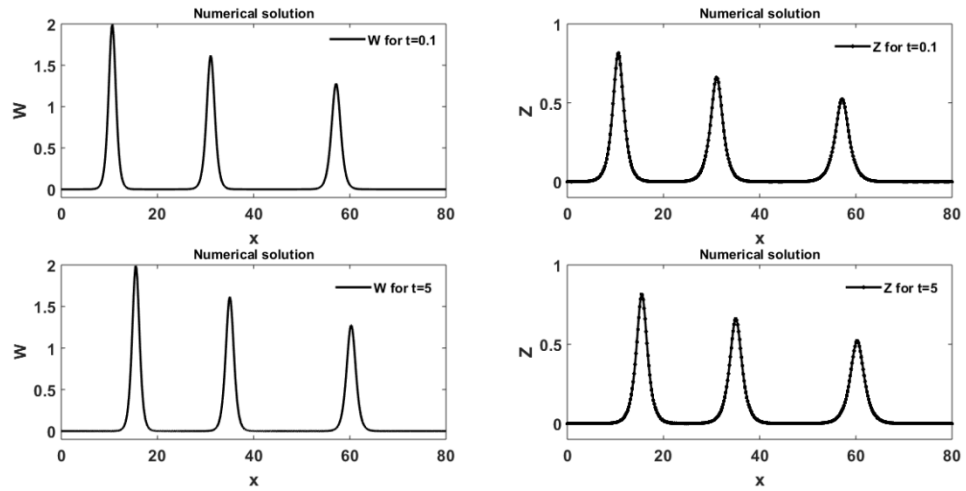 Numerical solution
2
1.5
1
0.5
0
W
W for t=0.1
0 20 40 60 80
x
Numerical solution
1
0.5
0
Z
Z for t=0.1
0 20 40 60 80
x
Numerical solution
2
1.5
1
0.5
0
W
W for t=5
0 20 40 60 80
x
Numerical solution
1
0.5
0
Z
Z for t=5
0 20 40 60 80
x